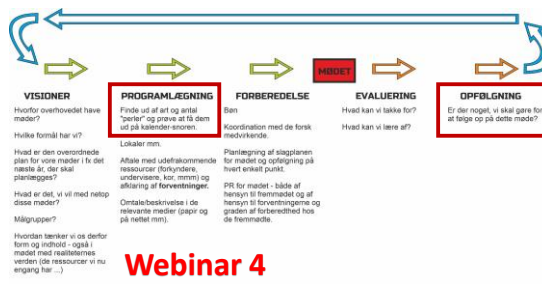 MØDET
VISIONER
Hvorfor overhovedet have
møder?
Hvilke formål har vi?
Hvad er den overordnede
plan for vore møder i fx det
næste år, der skal
planlægges?
Hvad er det, vi vil med netop
disse møder?
Målgrupper?
Hvordan tænker vi os derfor
form og indhold - også i
mødet med realiteternes
verden (de ressourcer vi nu
engang har ...)
PROGRAMLÆGNING
Finde ud af art og antal
"perler" og prøve at få dem
ud på kalender-snoren.
Lokaler mm.
Aftale med udefrakommende
ressourcer (forkyndere,
undervisere, kor, mmm) og
afklaring af forventninger.
Omtale/beskrivelse i de
relevante medier (papir og
på nettet mm).
FORBEREDELSE
Bøn
Koordination med de forsk
medvirkende.
Planlægning af slagplanen
for mødet og opfølgning på
hvert enkelt punkt.
PR for mødet - både af
hensyn til fremmødet og af
hensyn til forventningerne og
graden af forberedthed hos
de fremmødte.
EVALUERING
Hvad kan vi takke for?
Hvad kan vi lære af?
OPFØLGNING
Er der noget, vi skal gøre for
at følge op på dette møde?
Webinar 4